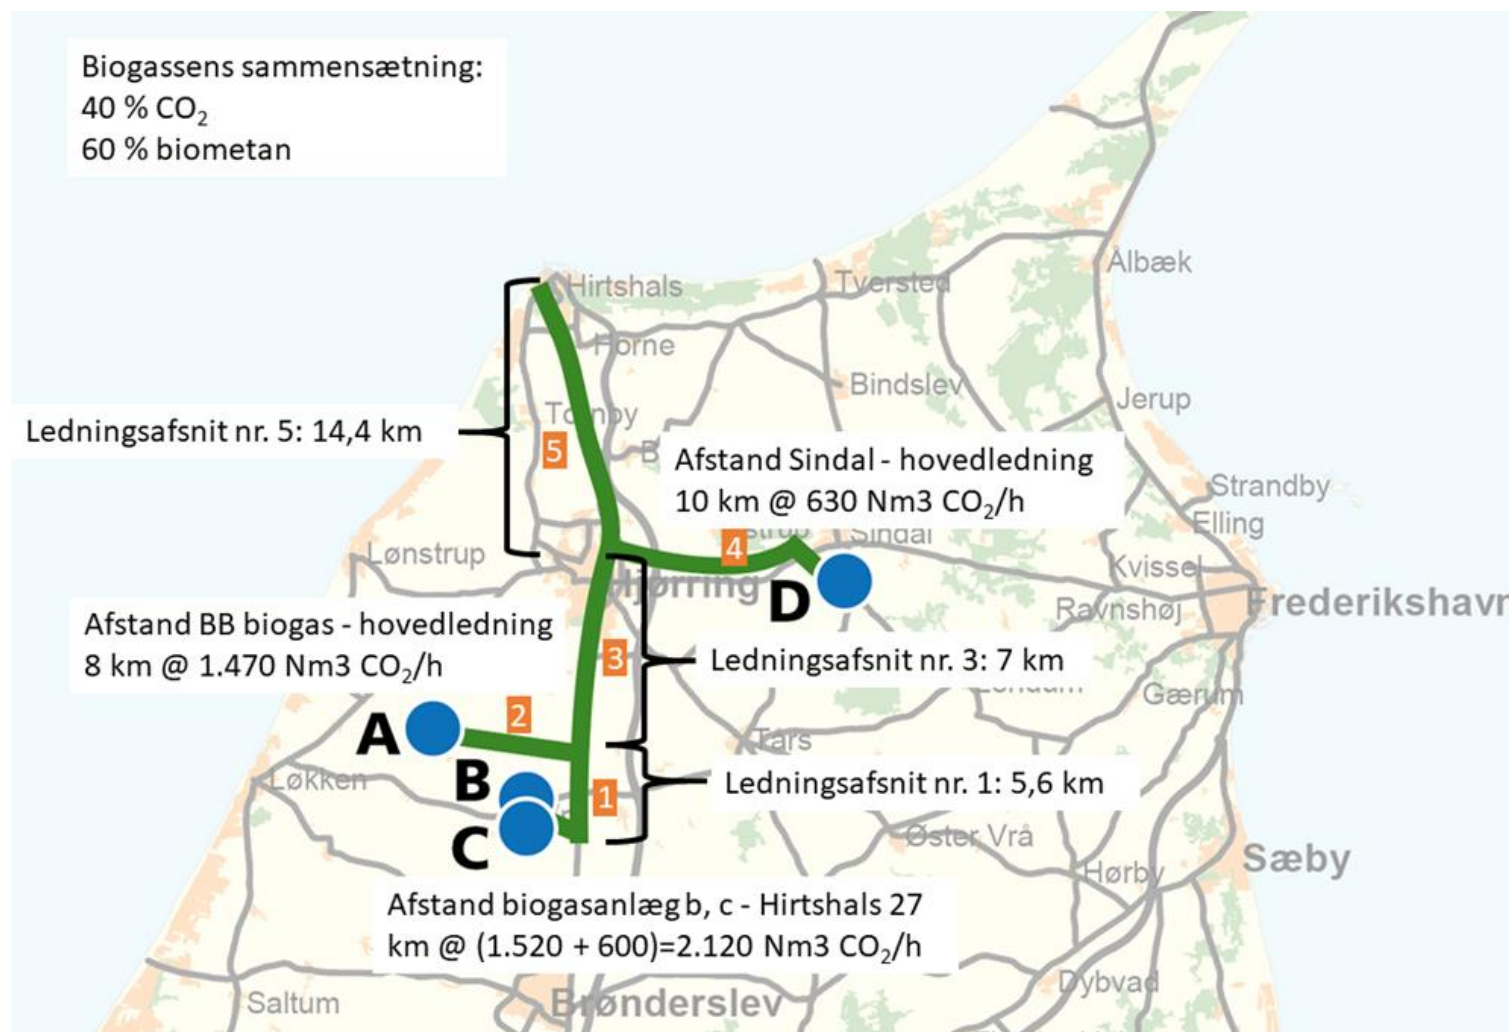 Biogassens sammensætning:
40 % CO₂
60 % biometan
Ålbæk
Hirtshals
Tversted
Horne
Bindslev
Jerup
Ledningsafsnit nr. 5: 14,4 km
5
Afstand Sindal - hovedledning
10 km @ 630 Nm3 CO₂/h
Strandby
Elling
Sindal
4
Lønstrup
Kvissel
Hjørring
D
Ravnshøj
Frederikshavn
Afstand BB biogas - hovedledning
8 km @ 1.470 Nm3 CO₂/h
3
Ledningsafsnit nr. 3: 7 km
Gærum
2
A
Tårs
Løkken
B
1
Ledningsafsnit nr. 1: 5,6 km
C
Øster Vrå
Sæby
Hørby
Afstand biogasanlæg b, c - Hirtshals 27
km @ (1.520 + 600)=2.120 Nm3 CO₂/h
Dybvad
Saltum
Brønderslev